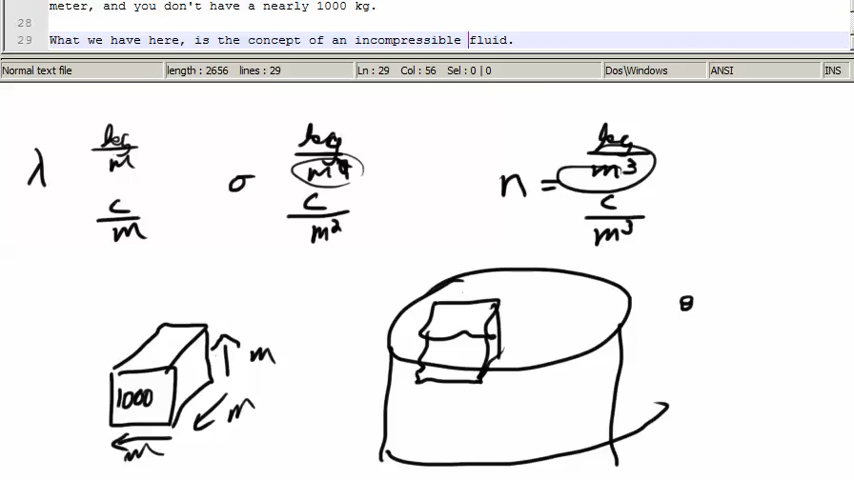 meter, and you don't have a nearly 1000 kg.
28
29 What we have here, is the concept of an incompressible fluid.
Normal text file length : 2656 lines : 29 Ln : 29 Col : 56 Sel : 0 | 0 Dos\Windows ANSI INS
λ kg/m σ kg/m² n = kg/m³
C/m C/m² C/m³
1000
m
m
m